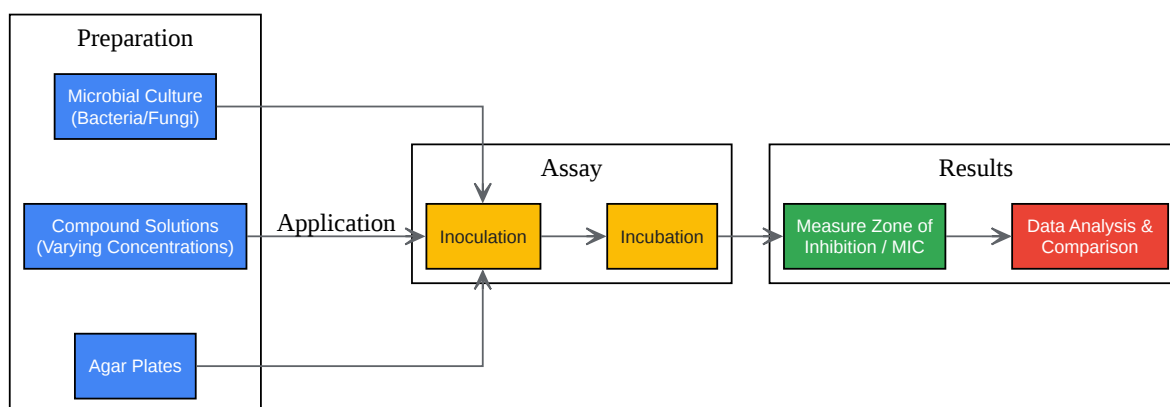 Preparation
Microbial Culture
(Bacteria/Fungi)
Compound Solutions
(Varying Concentrations)
Agar Plates
Application
Assay
Inoculation
Incubation
Results
Measure Zone of
Inhibition / MIC
Data Analysis &
Comparison